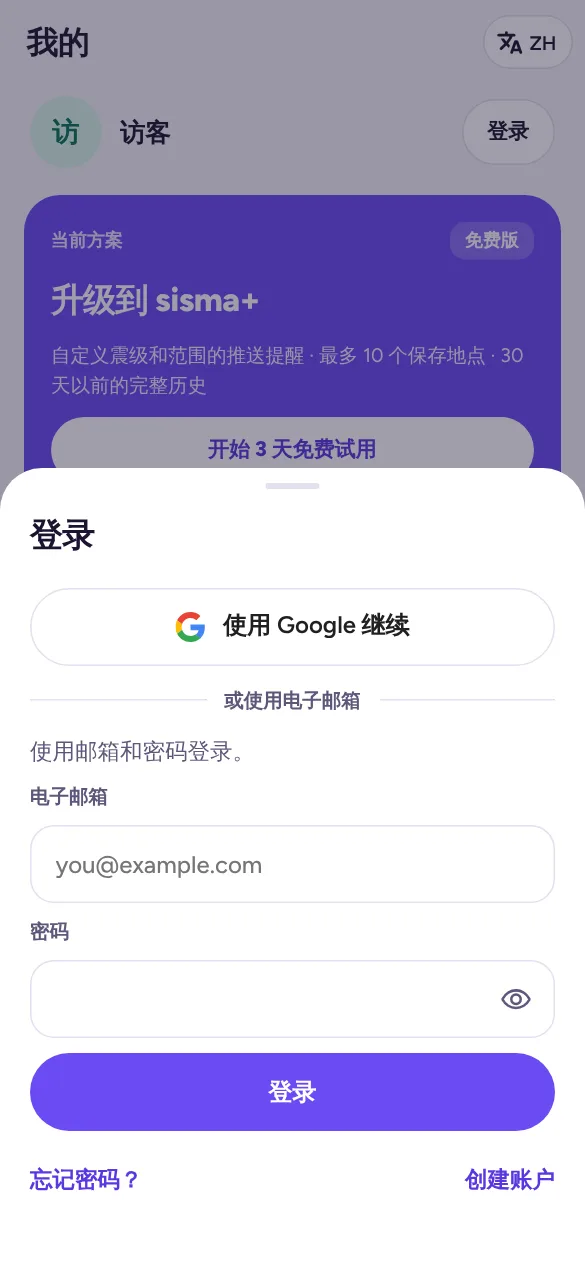 我的
ZH
访
访客
登录
当前方案
免费版
升级到 sisma+
自定义震级和范围的推送提醒 · 最多 10 个保存地点 · 30
天以前的完整历史
开始 3 天免费试用
登录
使用 Google 继续
或使用电子邮箱
使用邮箱和密码登录。
电子邮箱
you@example.com
密码
登录
忘记密码？
创建账户